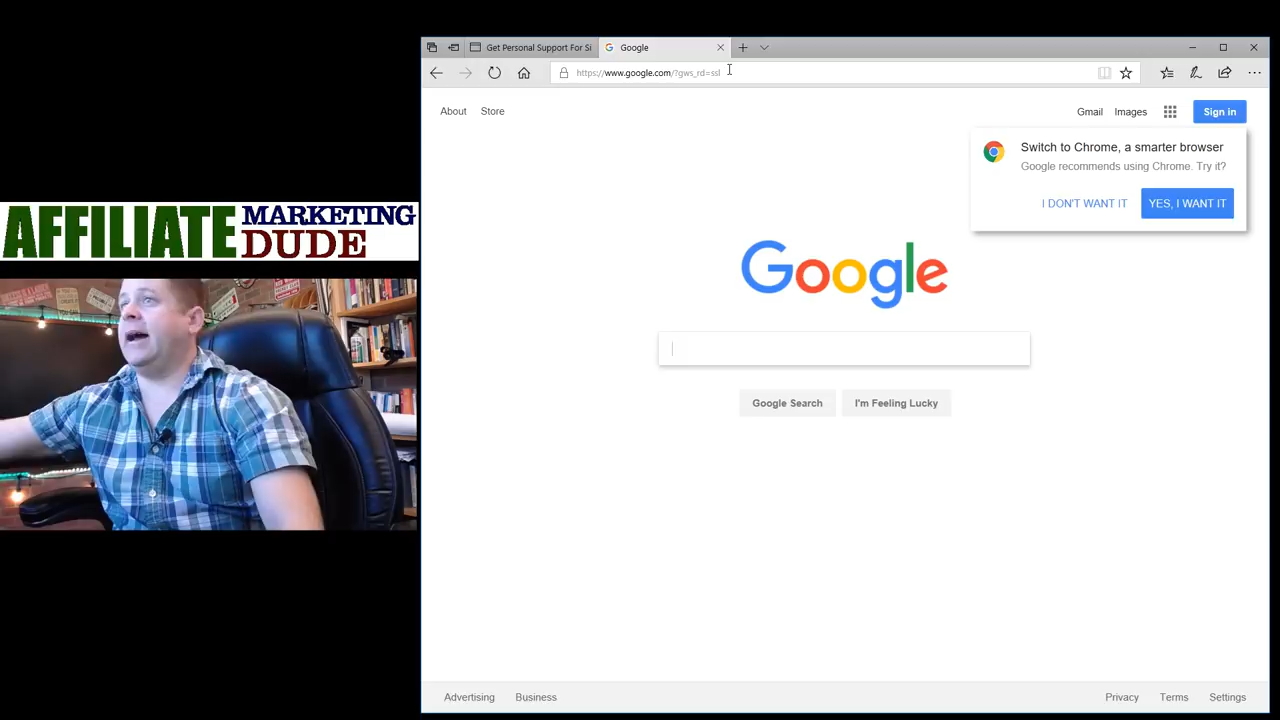 Get Personal Support For Si
Google
https://www.google.com/?gws_rd=ssl
About Store
Gmail Images
Sign in
Switch to Chrome, a smarter browser
Google recommends using Chrome. Try it?
I DON'T WANT IT YES, I WANT IT
AFFILIATE MARKETING DUDE
Google
Google Search I'm Feeling Lucky
Advertising Business
Privacy Terms Settings